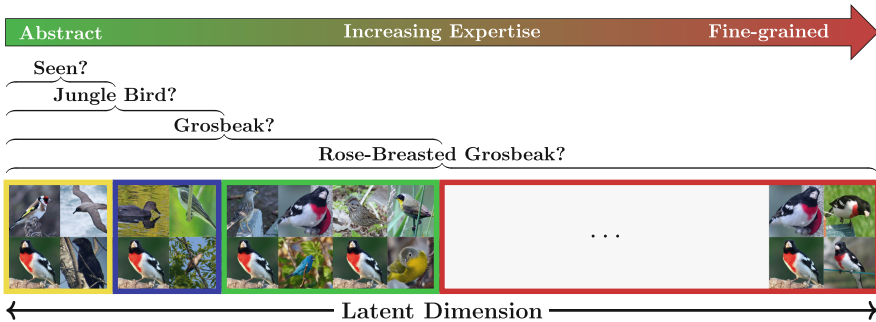 Abstract Increasing Expertise Fine-grained
Seen?
Jungle Bird?
Grosbeak?
Rose-Breasted Grosbeak?
...
Latent Dimension